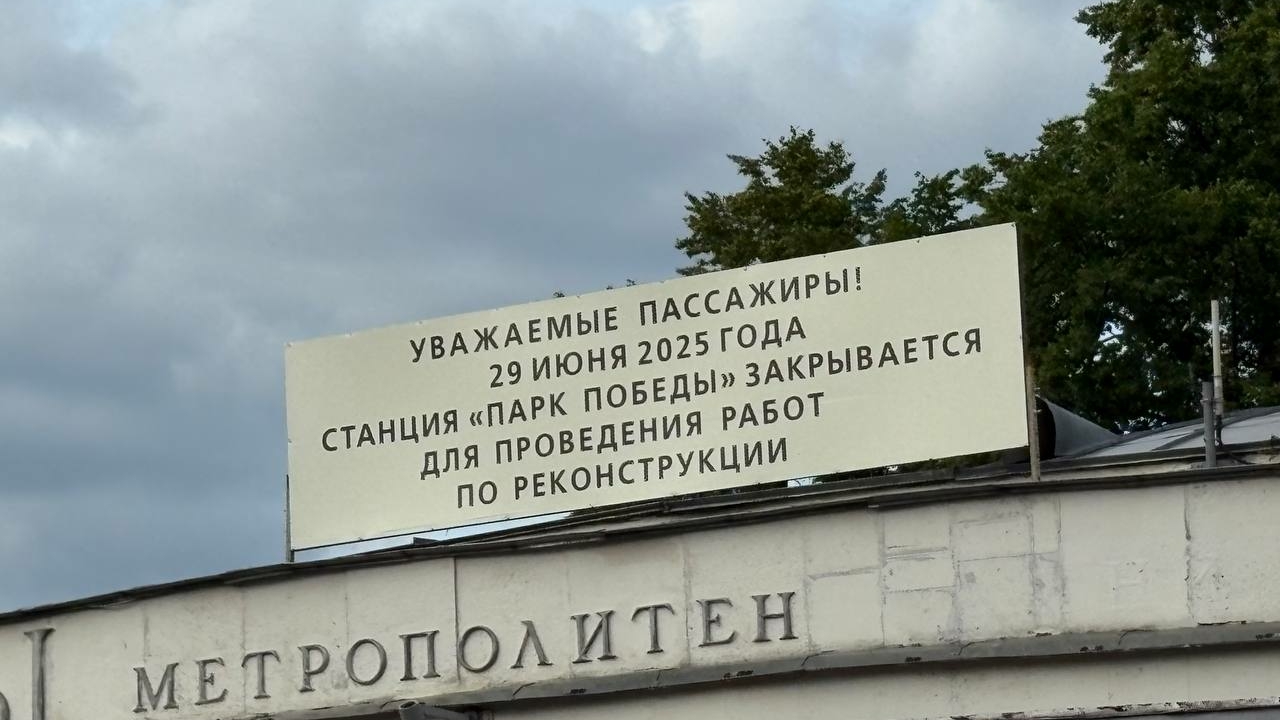 УВАЖАЕМЫЕ ПАССАЖИРЫ!
29 ИЮНЯ 2025 ГОДА
СТАНЦИЯ «ПАРК ПОБЕДЫ» ЗАКРЫВАЕТСЯ
ДЛЯ ПРОВЕДЕНИЯ РАБОТ
ПО РЕКОНСТРУКЦИИ
МЕТРОПОЛИТЕН